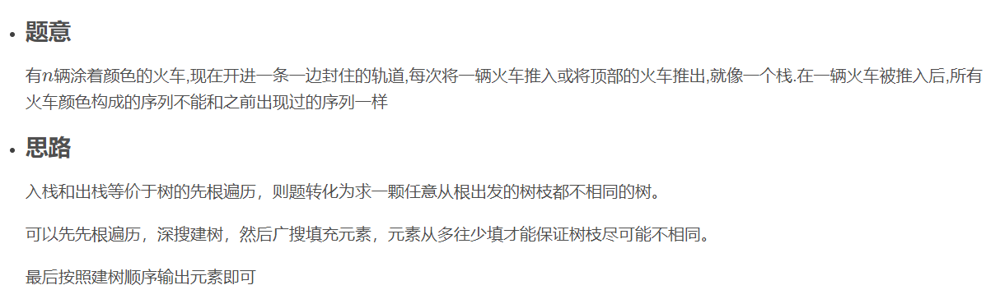 题意
有n辆涂着颜色的火车,现在开进一条一边封住的轨道,每次将一辆火车推入或将顶部的火车推出,就像一个栈.在一辆火车被推入后,所有
火车颜色构成的序列不能和之前出现过的序列一样
思路
入栈和出栈等价于树的先根遍历，则题转化为求一颗任意从根出发的树枝都不相同的树。
可以先先根遍历，深搜建树，然后广搜填充元素，元素从多往少填才能保证树枝尽可能不相同。
最后按照建树顺序输出元素即可